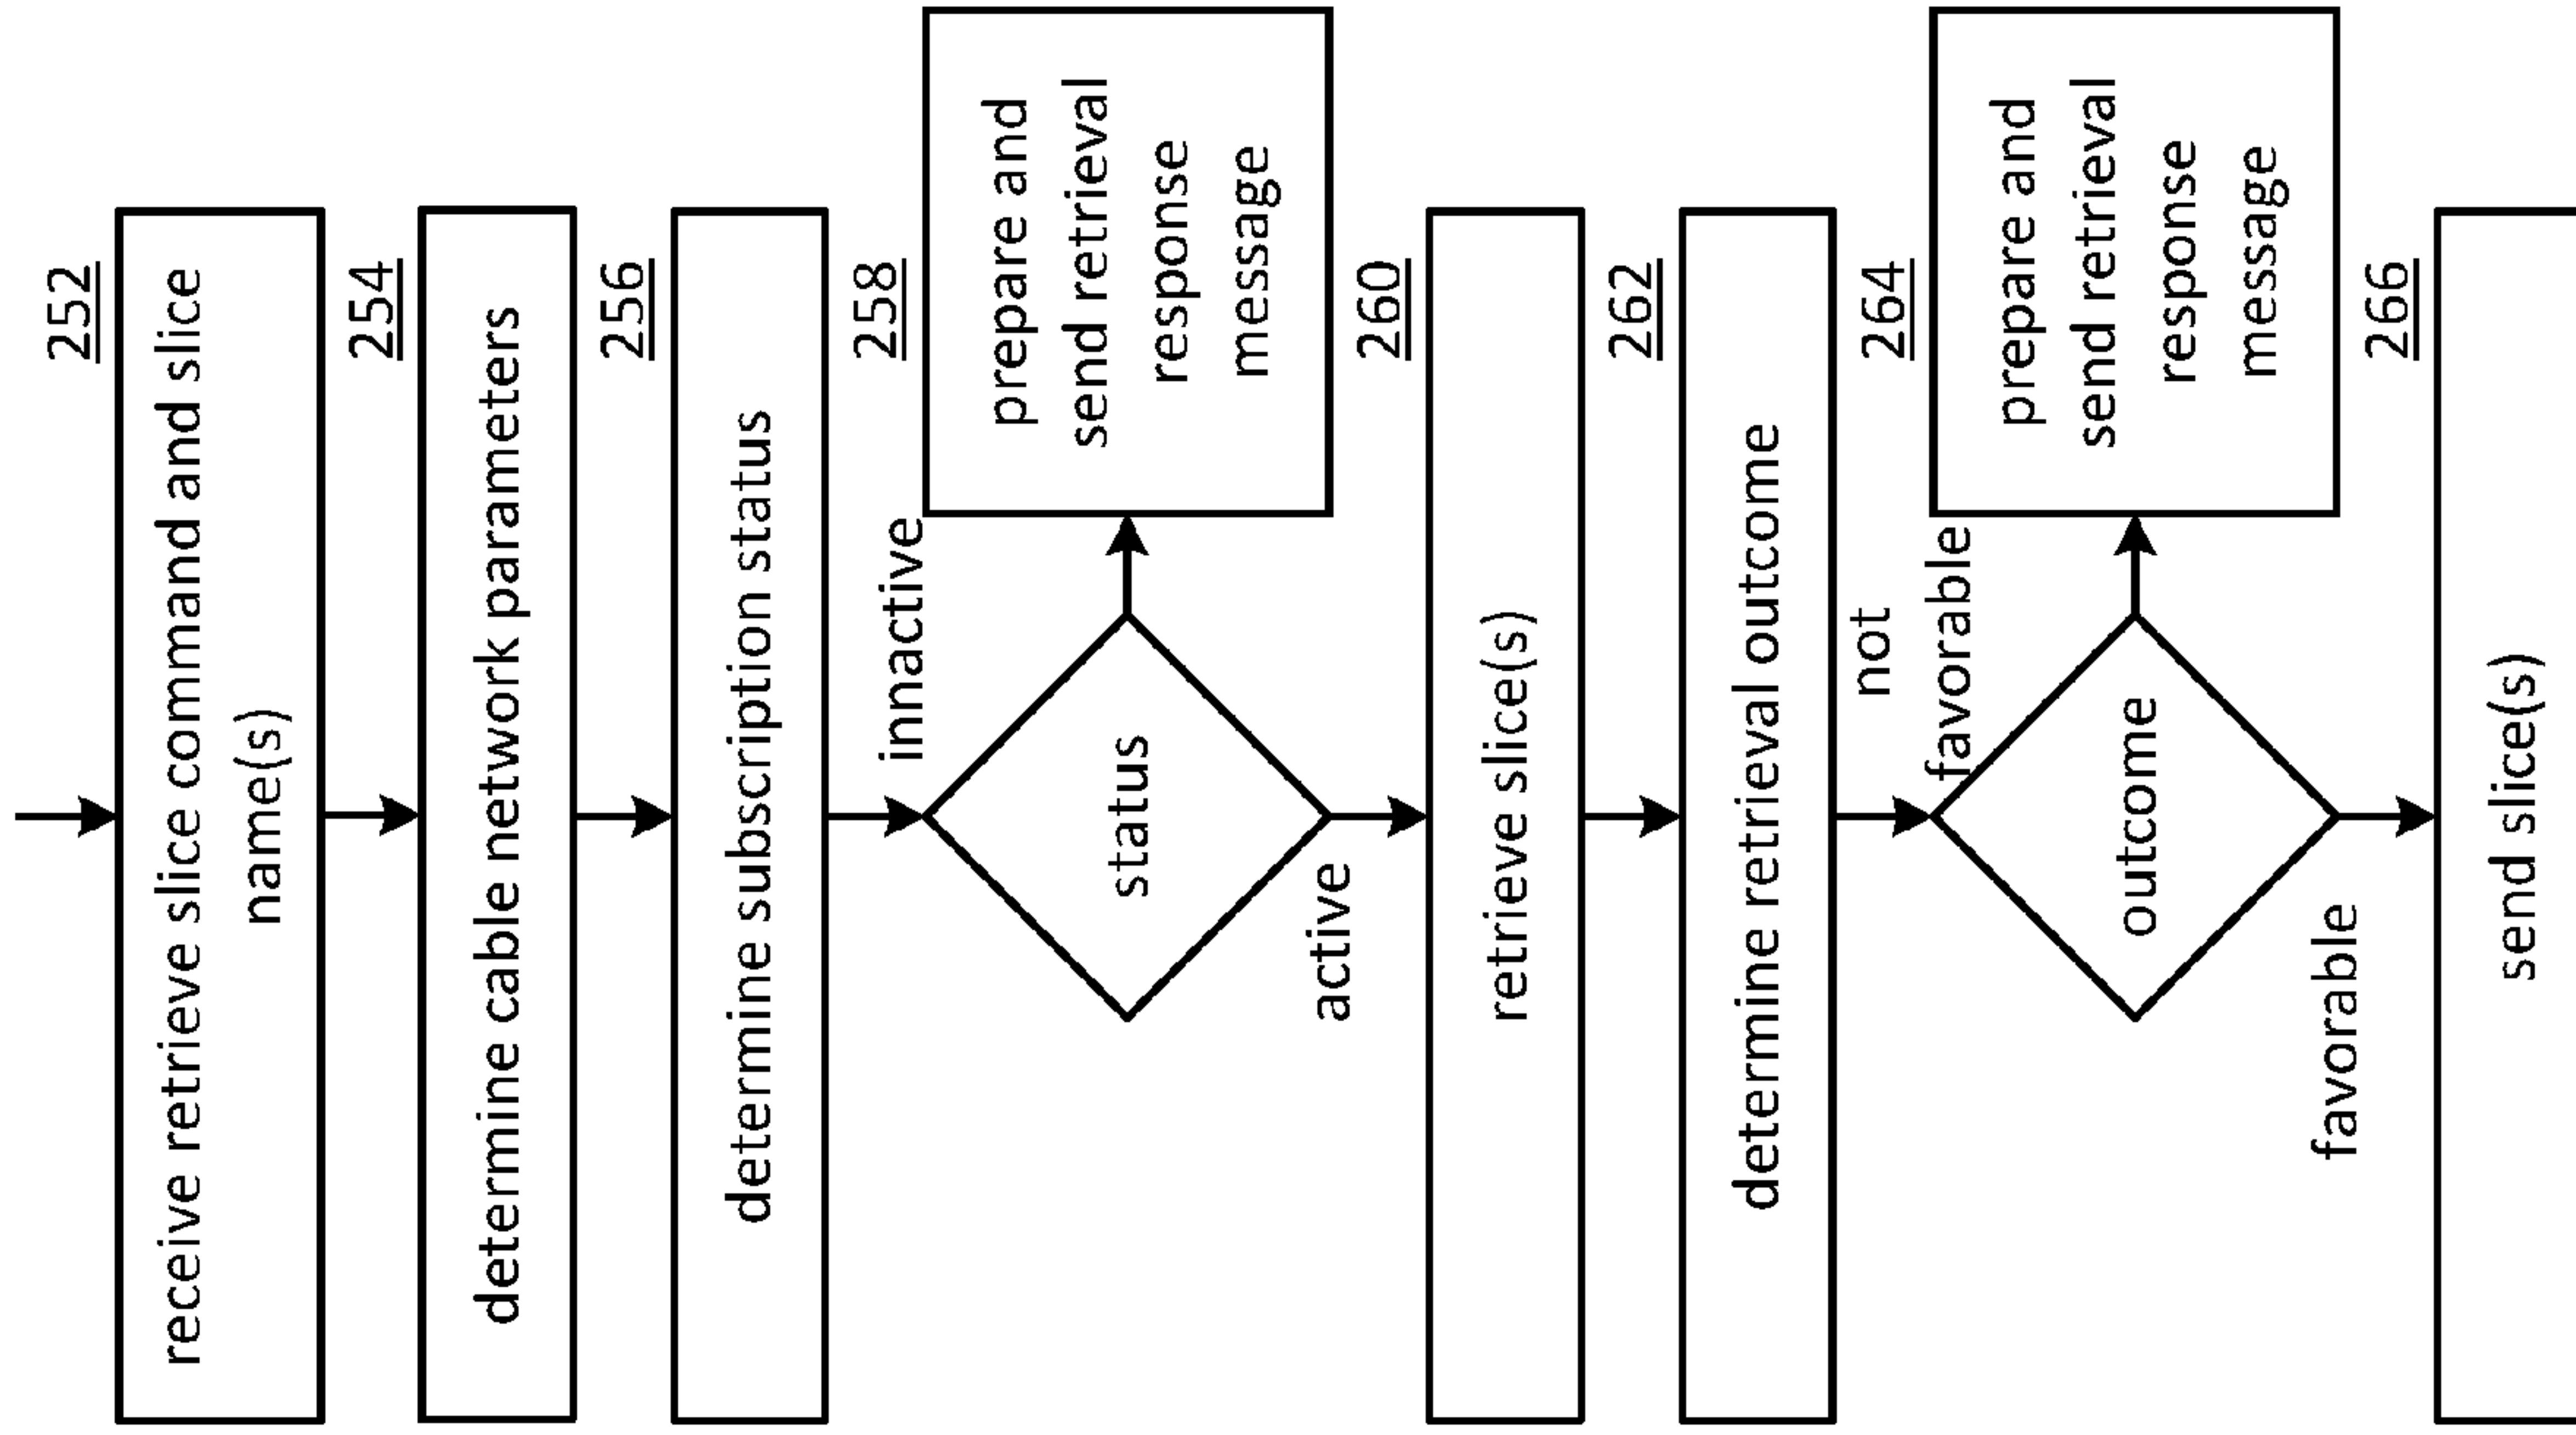 252
receive retrieve slice command and slice
name(s)
254
determine cable network parameters
256
determine subscription status
258
innactive
status
prepare and
send retrieval
response
message
active
260
retrieve slice(s)
262
determine retrieval outcome
264
not
favorable
outcome
prepare and
send retrieval
response
message
favorable
266
send slice(s)